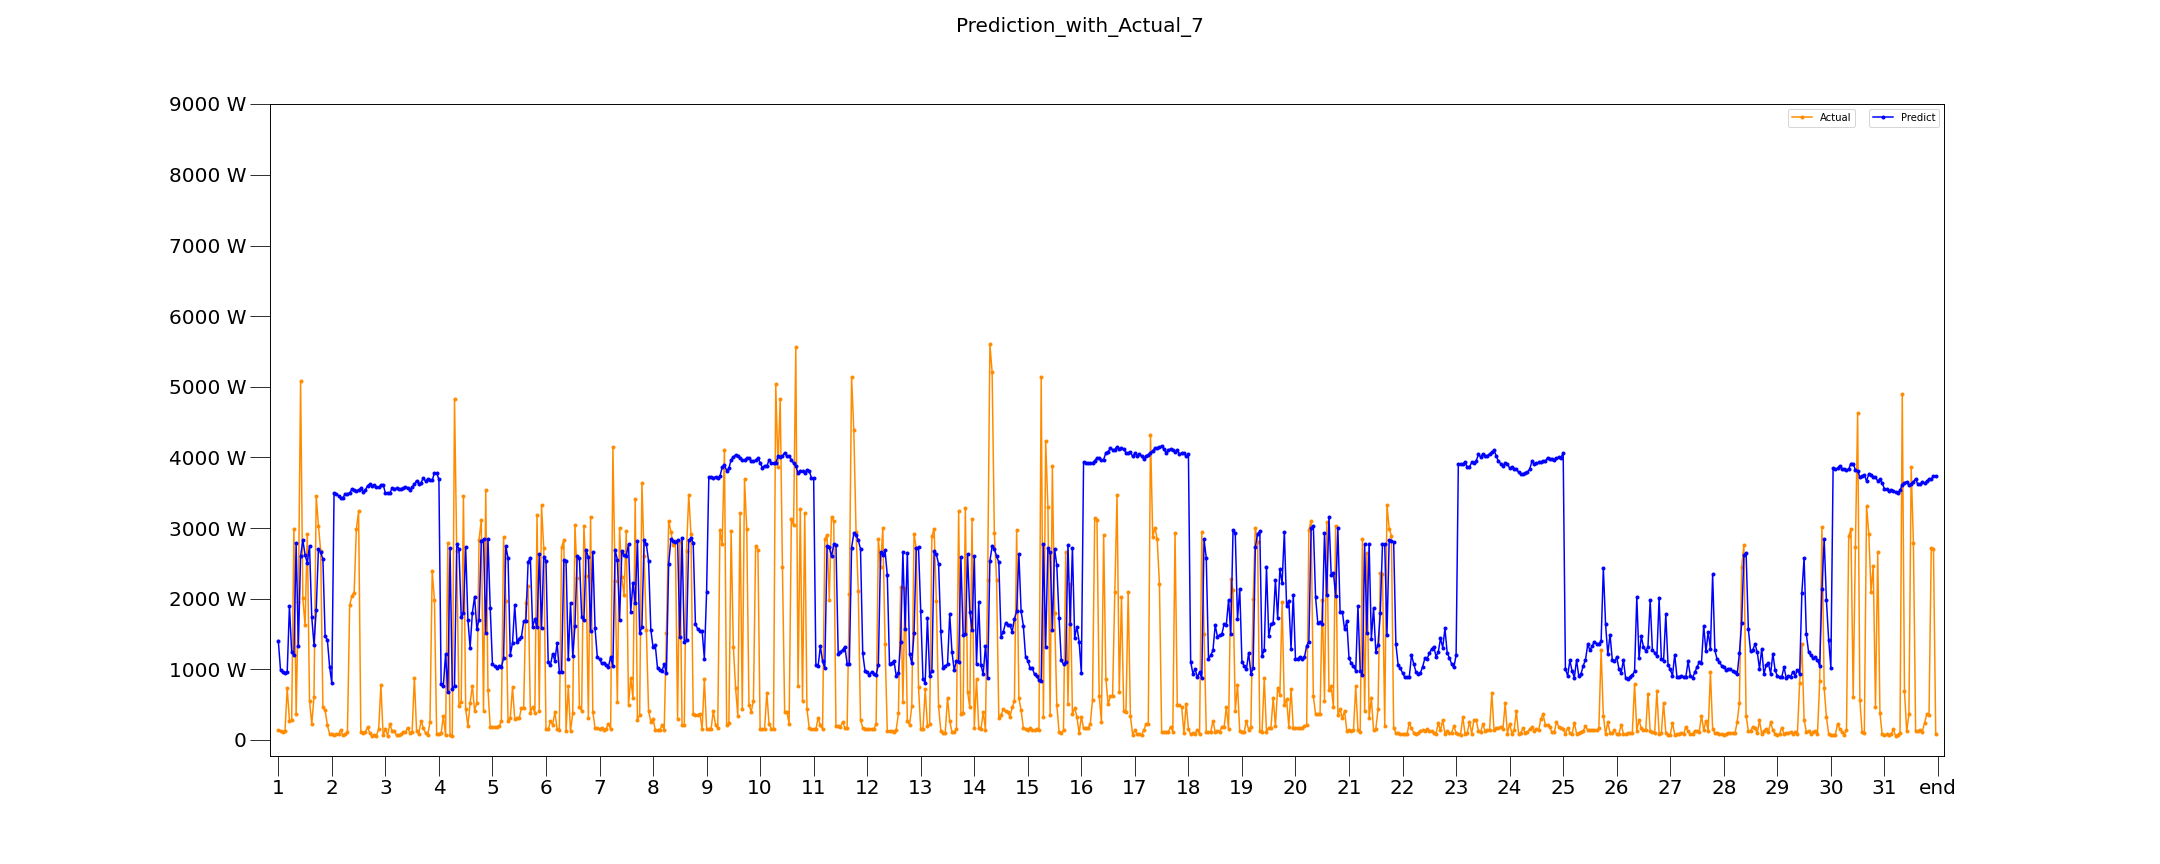 Prediction_with_Actual_7
9000 W
8000 W
7000 W
6000 W
5000 W
4000 W
3000 W
2000 W
1000 W
0
Actual Predict
1 2 3 4 5 6 7 8 9 10 11 12 13 14 15 16 17 18 19 20 21 22 23 24 25 26 27 28 29 30 31 end